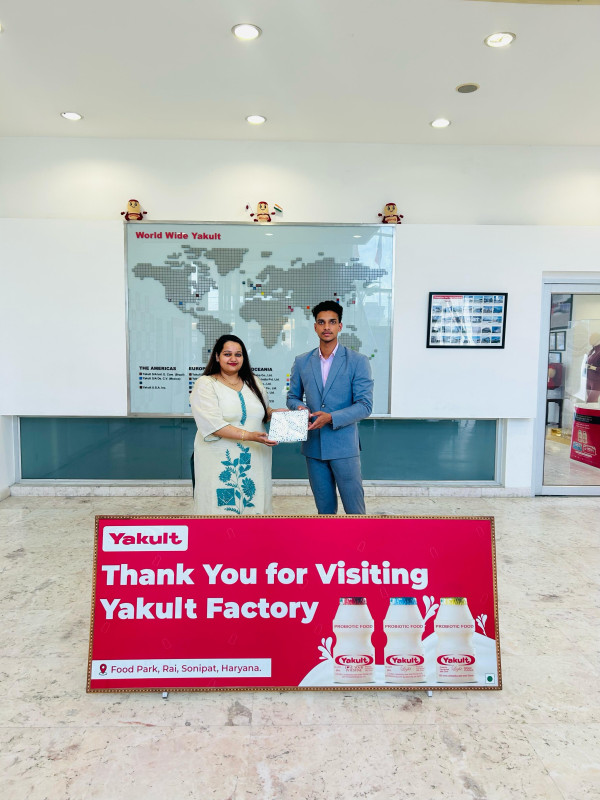 World Wide Yakult
THE AMERICAS
OCEANIA
Yakult
Thank You for Visiting
Yakult Factory
Food Park, Rai, Sonipat, Haryana.
PROBIOTIC FOOD
PROBIOTIC FOOD
PROBIOTIC FOOD
Yakult
Yakult
Yakult